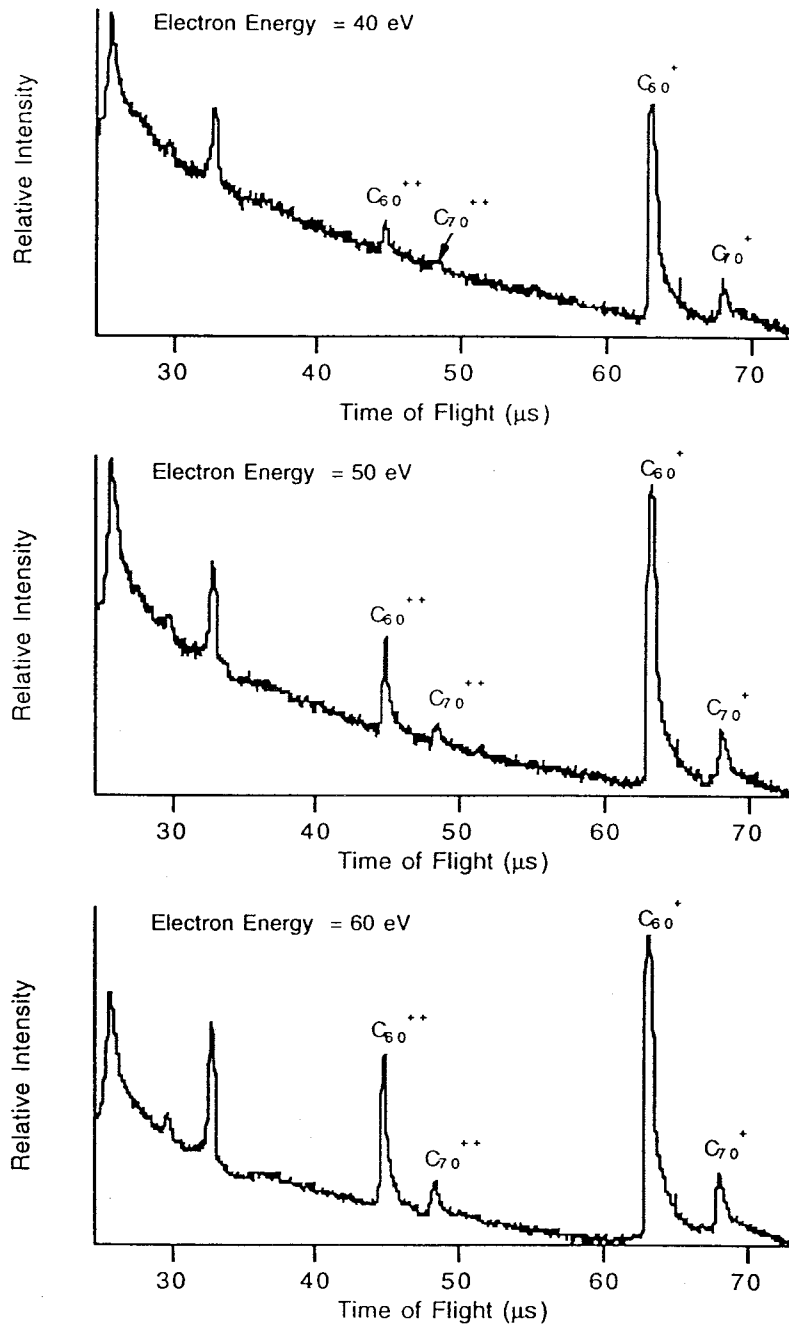 Electron Energy = 40 eV
Relative Intensity
C60+
C60++
C70++
C70+
30 40 50 60 70
Time of Flight (μs)
Electron Energy = 50 eV
Relative Intensity
C60+
C60++
C70++
C70+
30 40 50 60 70
Time of Flight (μs)
Electron Energy = 60 eV
Relative Intensity
C60+
C60++
C70++
C70+
30 40 50 60 70
Time of Flight (μs)